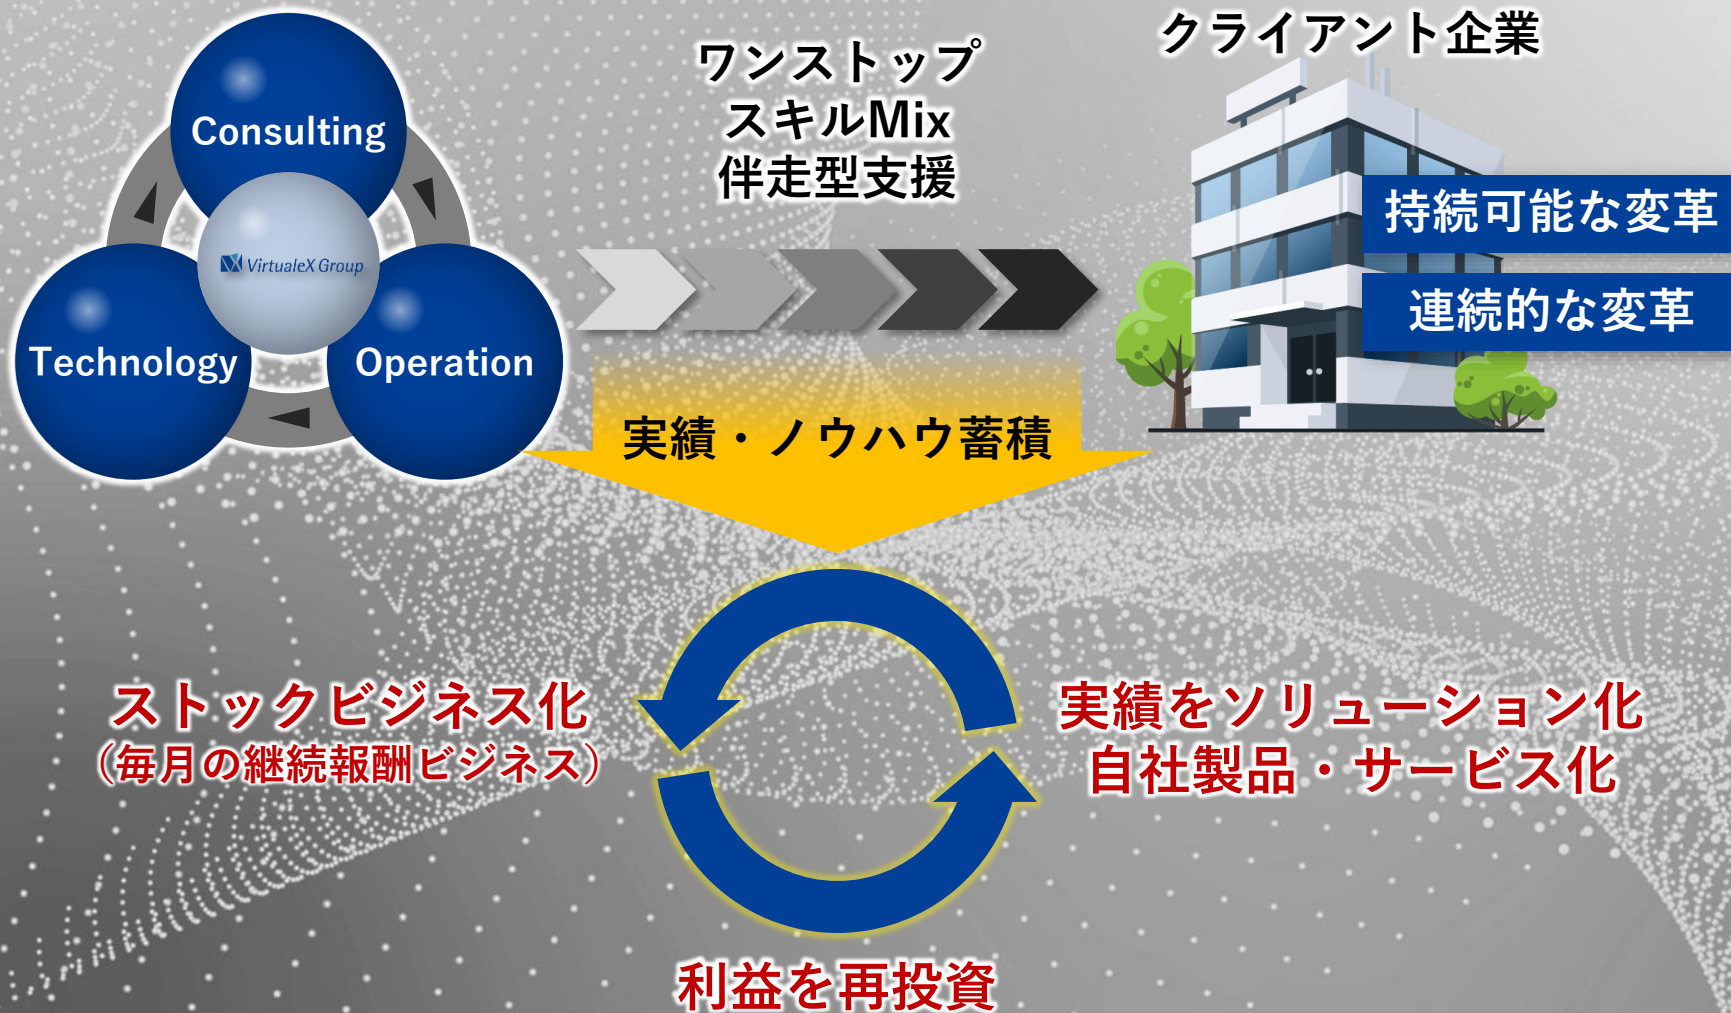 Consulting
Technology
Operation
VirtualeX Group
ワンストップ
スキルMix
伴走型支援
クライアント企業
持続可能な変革
連続的な変革
実績・ノウハウ蓄積
ストックビジネス化
（毎月の継続報酬ビジネス）
実績をソリューション化
自社製品・サービス化
利益を再投資